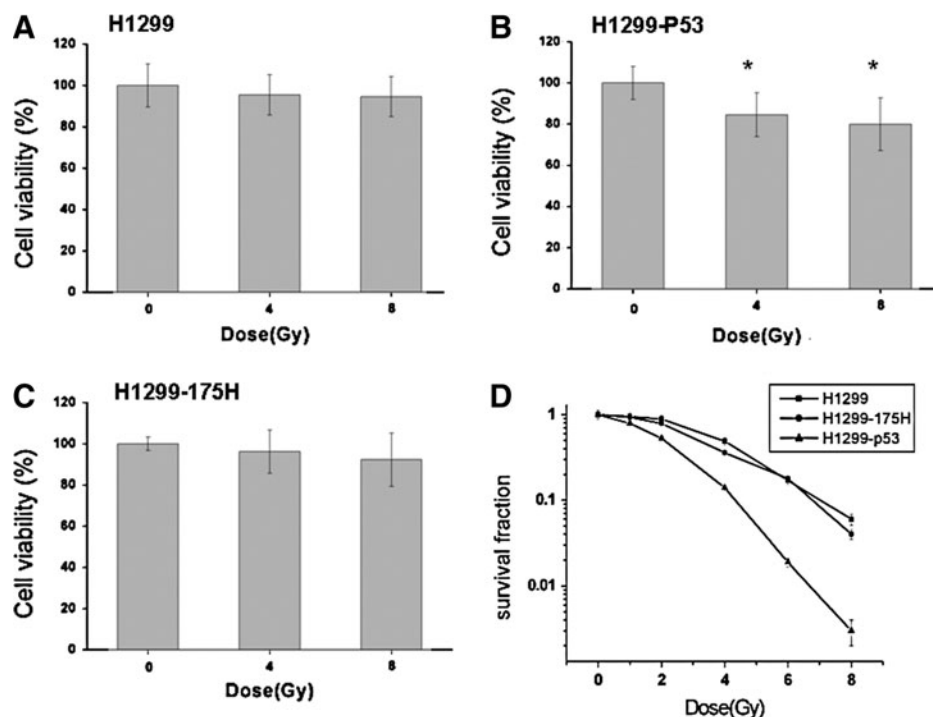 A
H1299
Cell viability (%)
120
100
80
60
40
20
0
0
4
8
Dose(Gy)
B
H1299-P53
Cell viability (%)
120
100
80
60
40
20
0
*
*
0
4
8
Dose(Gy)
C
H1299-175H
Cell viability (%)
120
100
80
60
40
20
0
0
4
8
Dose(Gy)
D
H1299
H1299-175H
H1299-p53
survival fraction
1
0.1
0.01
0
2
4
6
8
Dose(Gy)